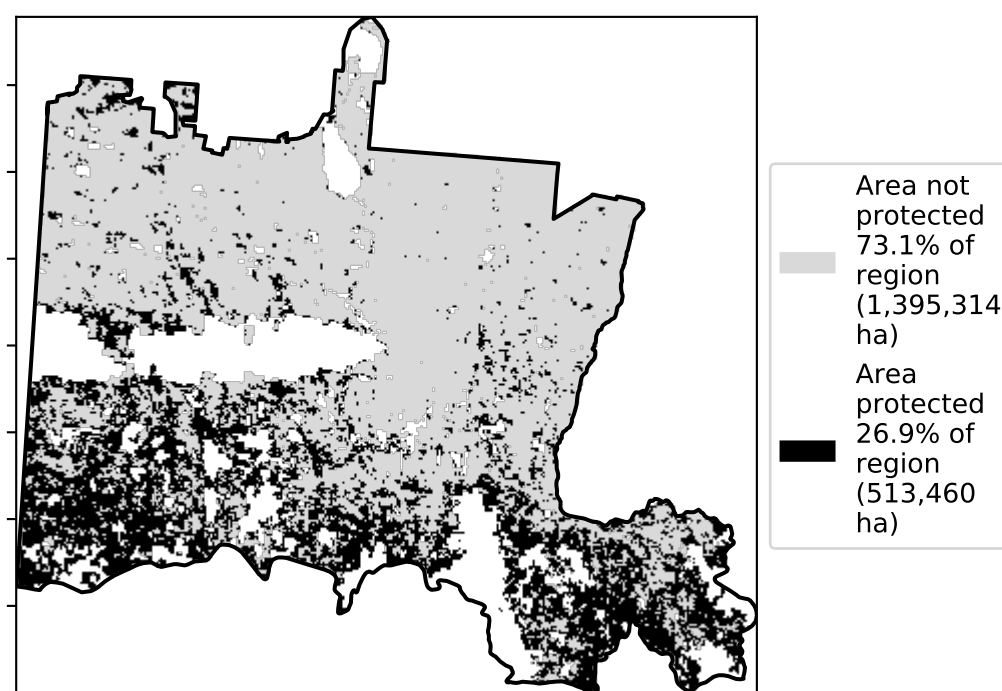 Area not
protected
73.1% of
region
(1,395,314
ha)
Area
protected
26.9% of
region
(513,460
ha)